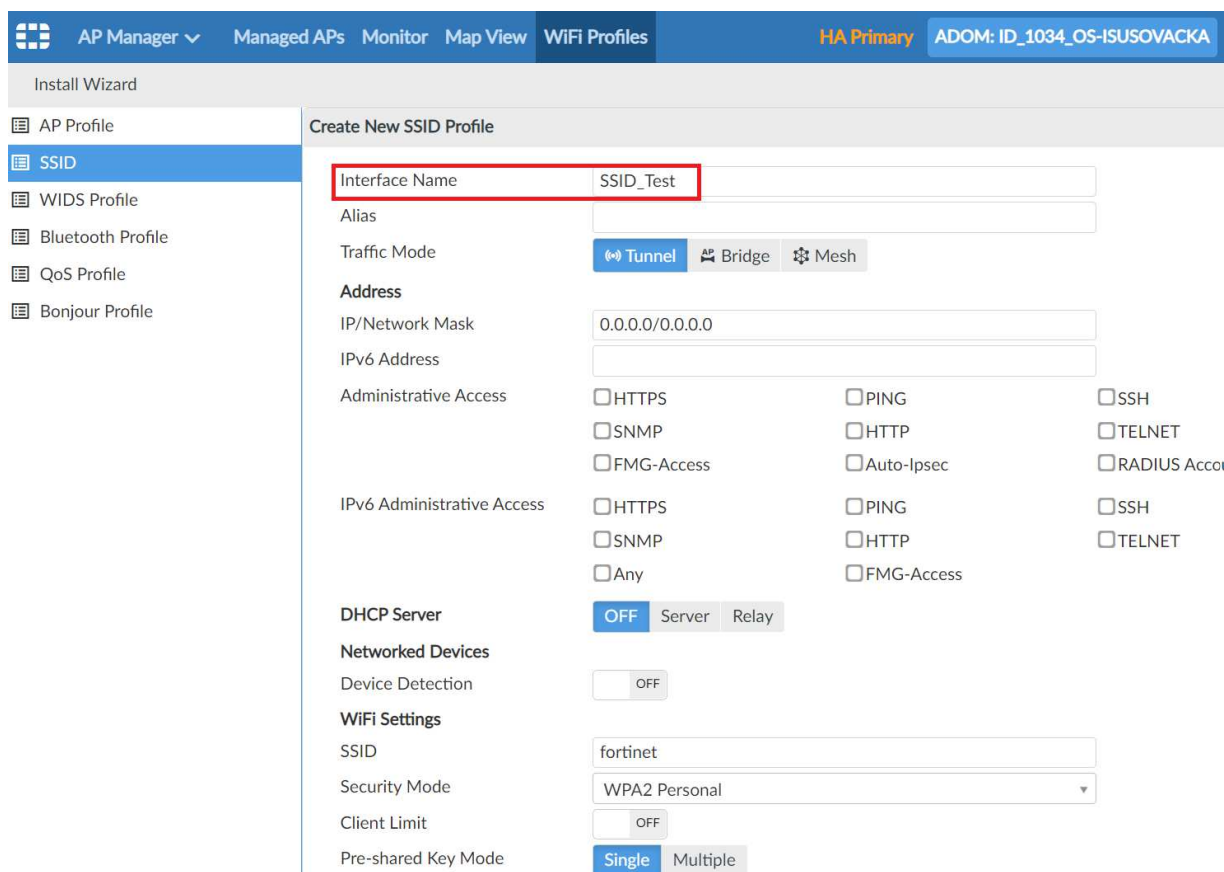 AP Manager Managed APs Monitor Map View WiFi Profiles HA Primary ADOM: ID_1034_OS-ISUSOVACKA
Install Wizard
AP Profile
SSID
WIDS Profile
Bluetooth Profile
QoS Profile
Bonjour Profile
Create New SSID Profile
Interface Name SSID_Test
Alias
Traffic Mode Tunnel Bridge Mesh
Address
IP/Network Mask 0.0.0.0/0.0.0.0
IPv6 Address
Administrative Access HTTPS PING SSH
SNMP HTTP TELNET
FMG-Access Auto-Ipsec RADIUS Accou
IPv6 Administrative Access HTTPS PING SSH
SNMP HTTP TELNET
Any FMG-Access
DHCP Server OFF Server Relay
Networked Devices
Device Detection OFF
WiFi Settings
SSID fortinet
Security Mode WPA2 Personal
Client Limit OFF
Pre-shared Key Mode Single Multiple